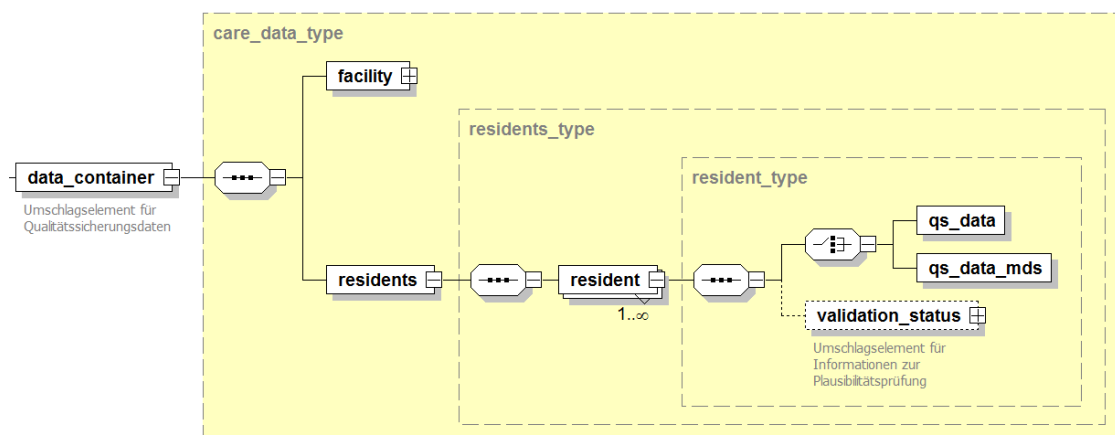 care_data_type
facility
residents_type
data_container
resident_type
Umschlagselement für
Qualitätssicherungsdaten
qs_data
residents
resident
qs_data_mds
1..∞
validation_status
Umschlagselement für
Informationen zur
Plausibilitätsprüfung